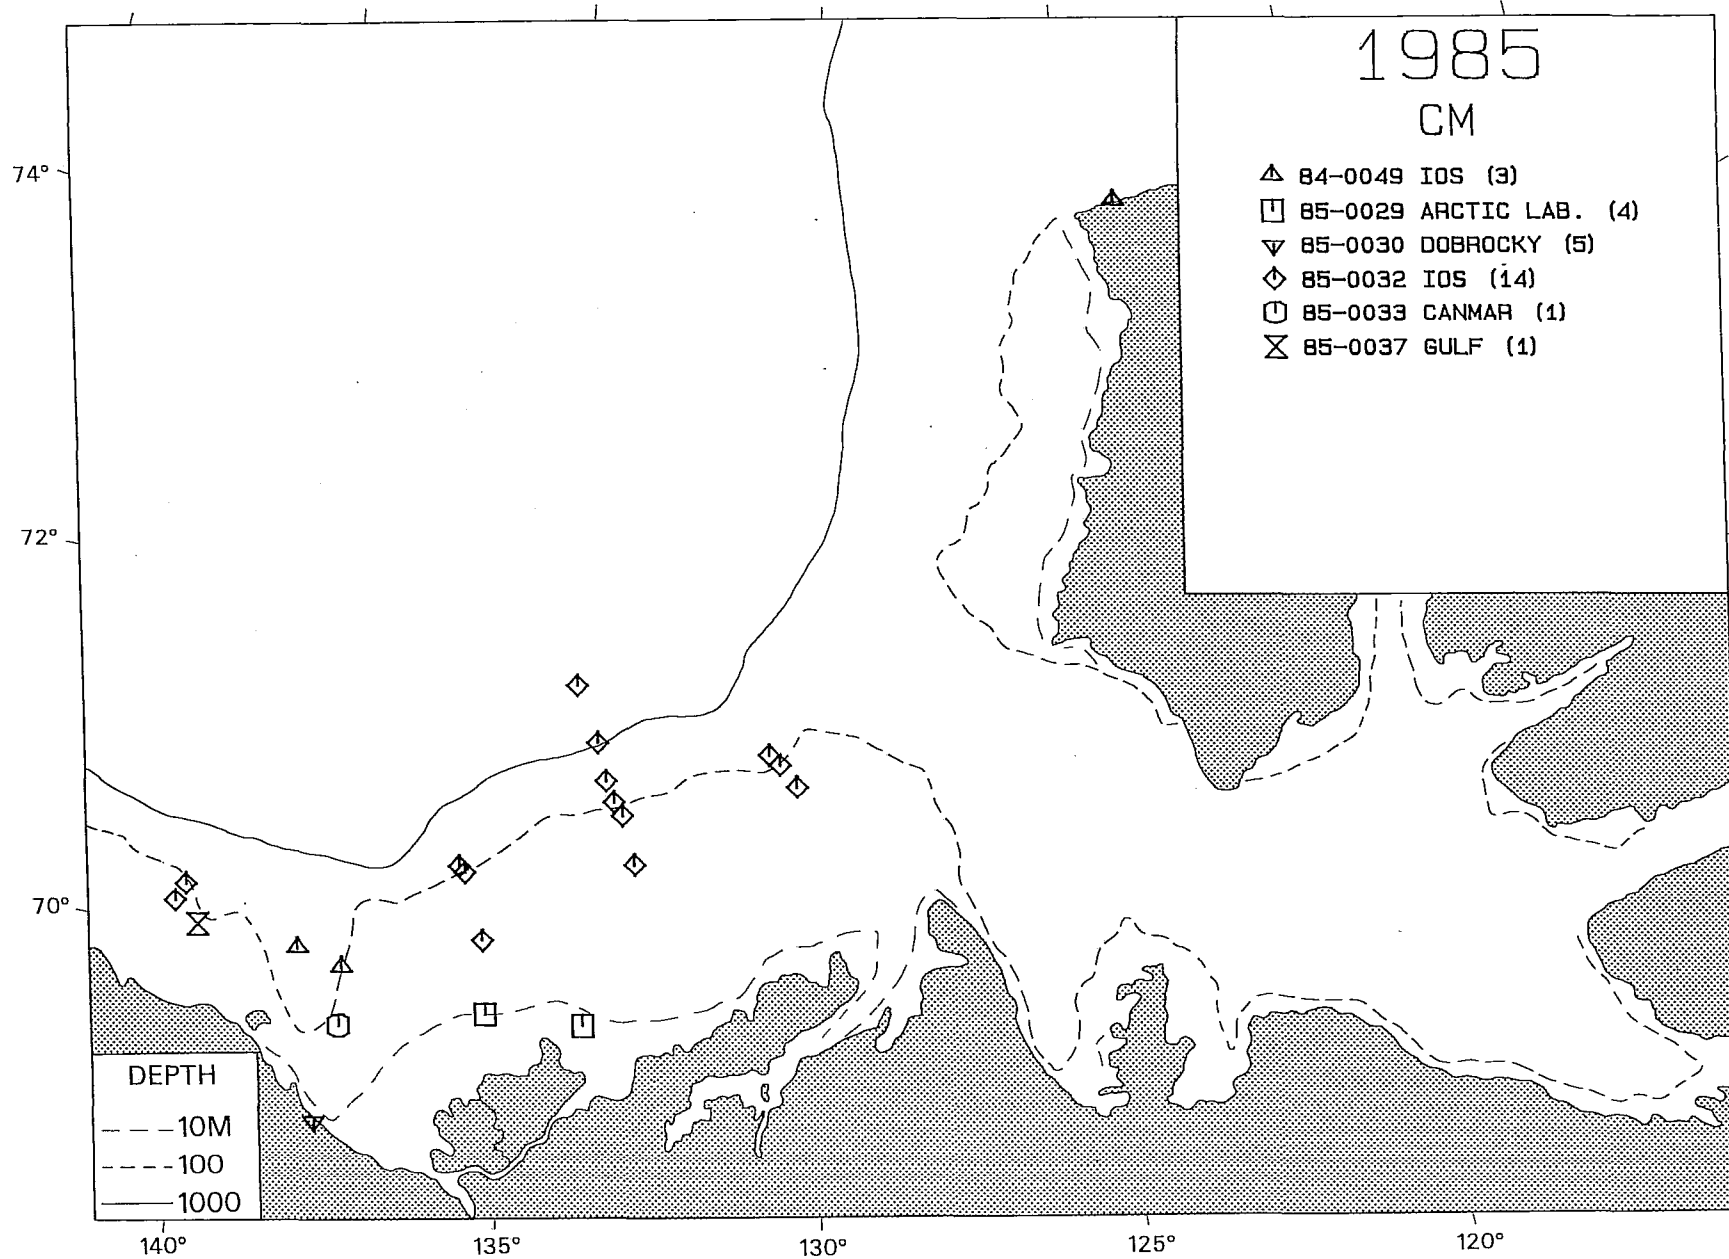 1985
CM
84-0049 IOS (3)
85-0029 ARCTIC LAB. (4)
85-0030 DOBROCKY (5)
85-0032 IOS (14)
85-0033 CANMAR (1)
85-0037 GULF (1)
74°
72°
70°
DEPTH
10M
100
1000
140°
135°
130°
125°
120°